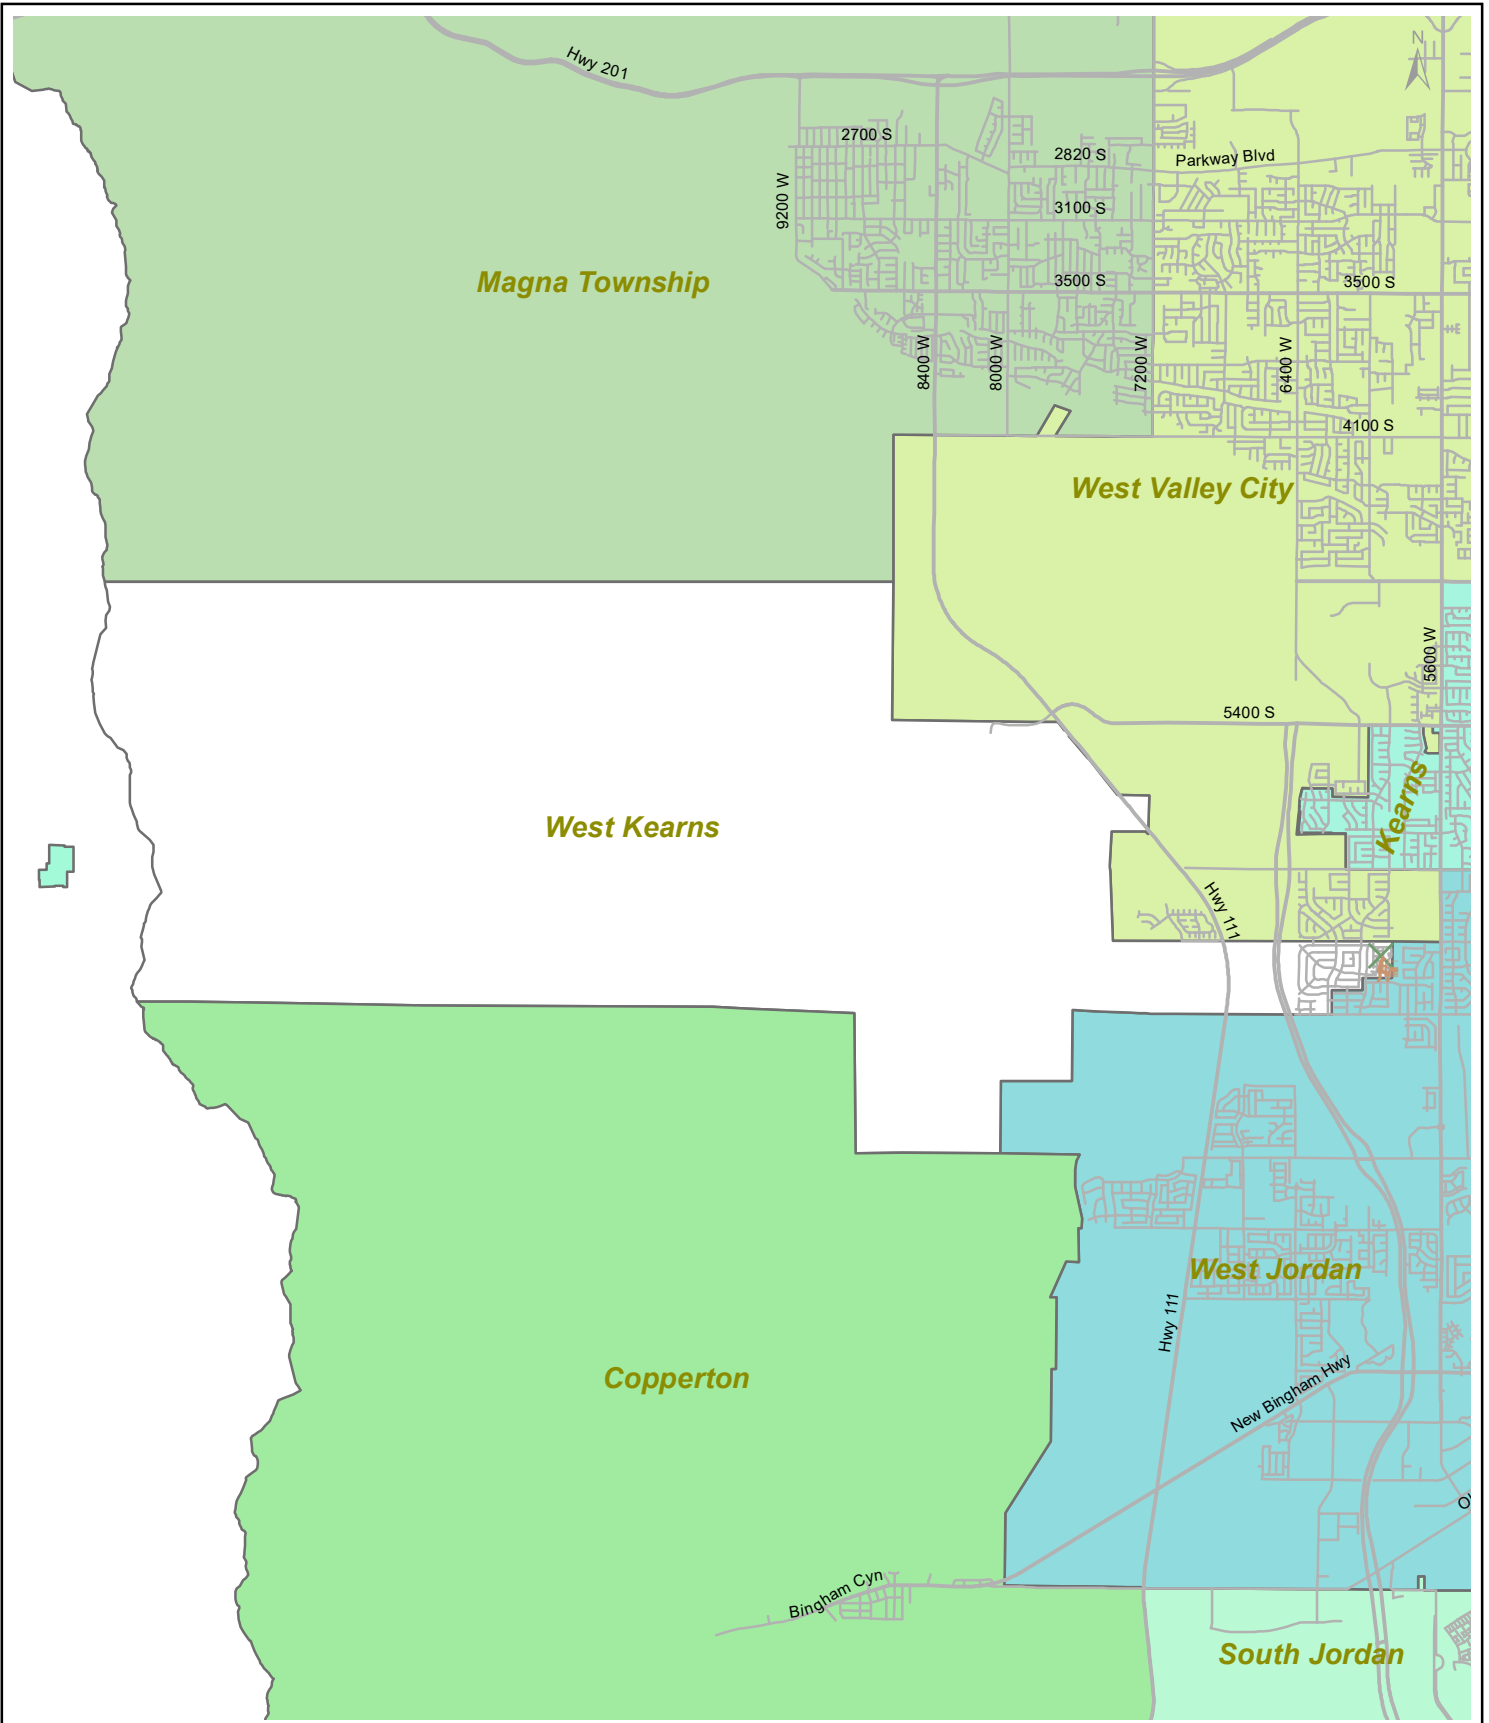 N
Hwy 201
2700 S
2820 S
Parkway Blvd
9200 W
3100 S
Magna Township
3500 S
3500 S
8400 W
8000 W
7200 W
6400 W
4100 S
West Valley City
5600 W
5400 S
Kearns
West Kearns
Hwy 111
West Jordan
Hwy 111
Copperton
New Bingham Hwy
Ol
Bingham Cyn
South Jordan